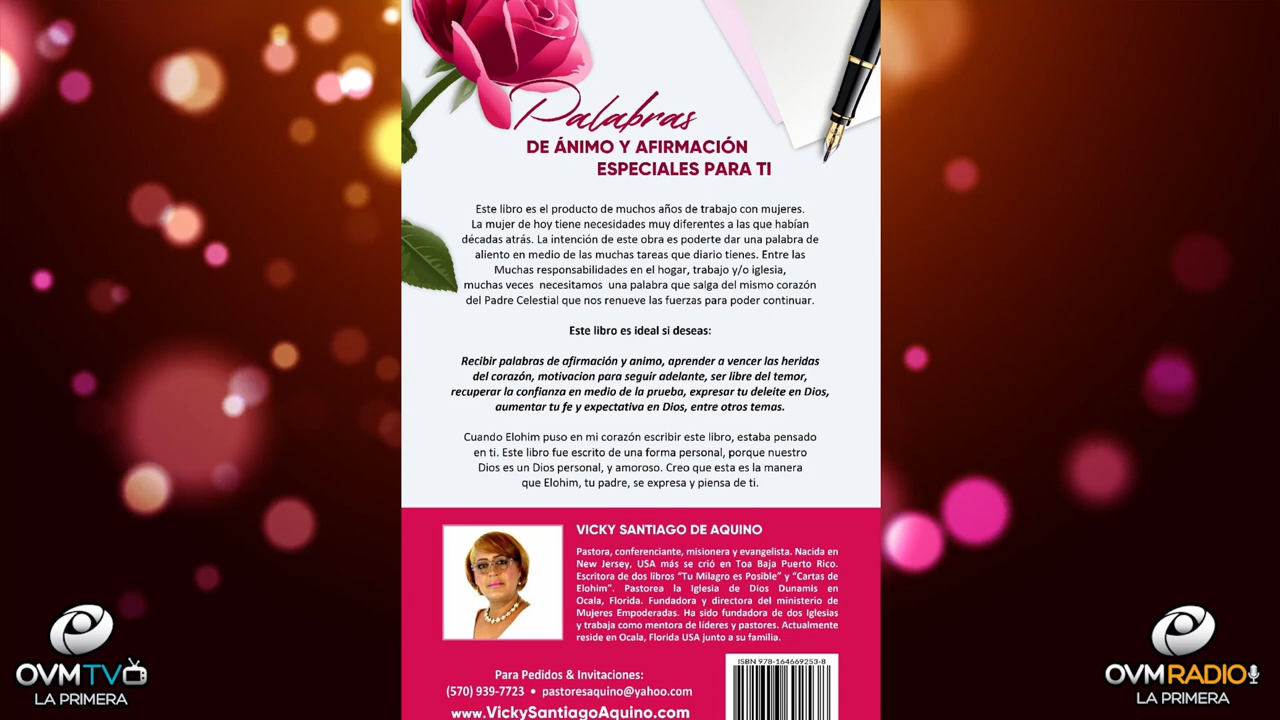 Palabras
DE ÁNIMO Y AFIRMACIÓN
ESPECIALES PARA TI
Este libro es el producto de muchos años de trabajo con mujeres.
La mujer de hoy tiene necesidades muy diferentes a las que habían
décadas atrás. La intención de este obra es poderte dar una palabra de
aliento en medio de las muchas tareas que diario tienes. Entre las
Muchas responsabilidades en el hogar, trabajo y/o iglesia,
muchas veces necesitamos una palabra que salga del mismo corazón
del Padre Celestial que nos renueve las fuerzas para poder continuar.
Este libro es ideal si deseas:
Recibir palabras de afirmación y animo, aprender a vencer las heridas
del corazón, motivacion para seguir adelante, ser libre del temor,
recuperar la confianza en medio de la prueba, expresar tu deleite en Dios,
aumentar tu fe y expectativa en Dios, entre otros temas.
Cuando Elohim puso en mi corazón escribir este libro, estaba pensado
en ti. Este libro fue escrito de una forma personal, porque nuestro
Dios es un Dios personal, y amoroso. Creo que esta es la manera
que Elohim, tu padre, se expresa y piensa de ti.
VICKY SANTIAGO DE AQUINO
Pastora, conferenciante, misionera y evangelista. Nacida en
New Jersey, USA más se crió en Toa Baja Puerto Rico.
Escritora de dos libros “Tu Milagro es Posible” y “Cartas de
Elohim”. Pastorea la Iglesia de Dios Dunamis en
Ocala, Florida. Fundadora y directora del ministerio de
Mujeres Empoderadas. Ha sido fundadora de dos Iglesias
y trabaja como mentora de líderes y pastores. Actualmente
reside en Ocala, Florida USA junto a su familia.
Para Pedidos & Invitaciones:
(570) 939-7723 • pastoresaquino@yahoo.com
www.VickySantiagoAquino.com
ISBN 978-164669253-8
OVMTV
LA PRIMERA
OVMRADIO
LA PRIMERA